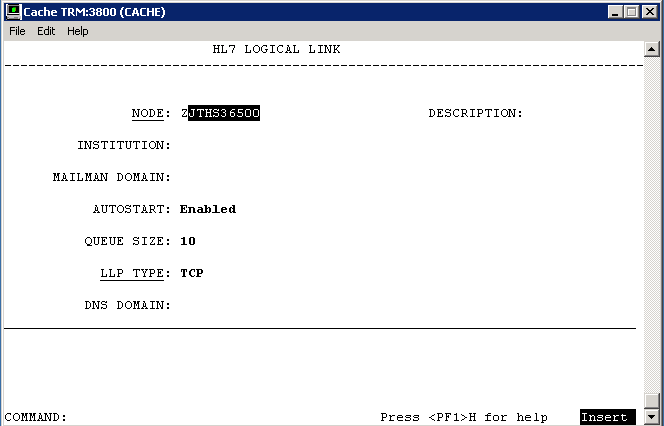 Cache TRM:3800 (CACHE)
File Edit Help
HL7 LOGICAL LINK
NODE: ZJTHS36500 DESCRIPTION:
INSTITUTION:
MAILMAN DOMAIN:
AUTOSTART: Enabled
QUEUE SIZE: 10
LLP TYPE: TCP
DNS DOMAIN:
COMMAND: Press <PF1>H for help Insert